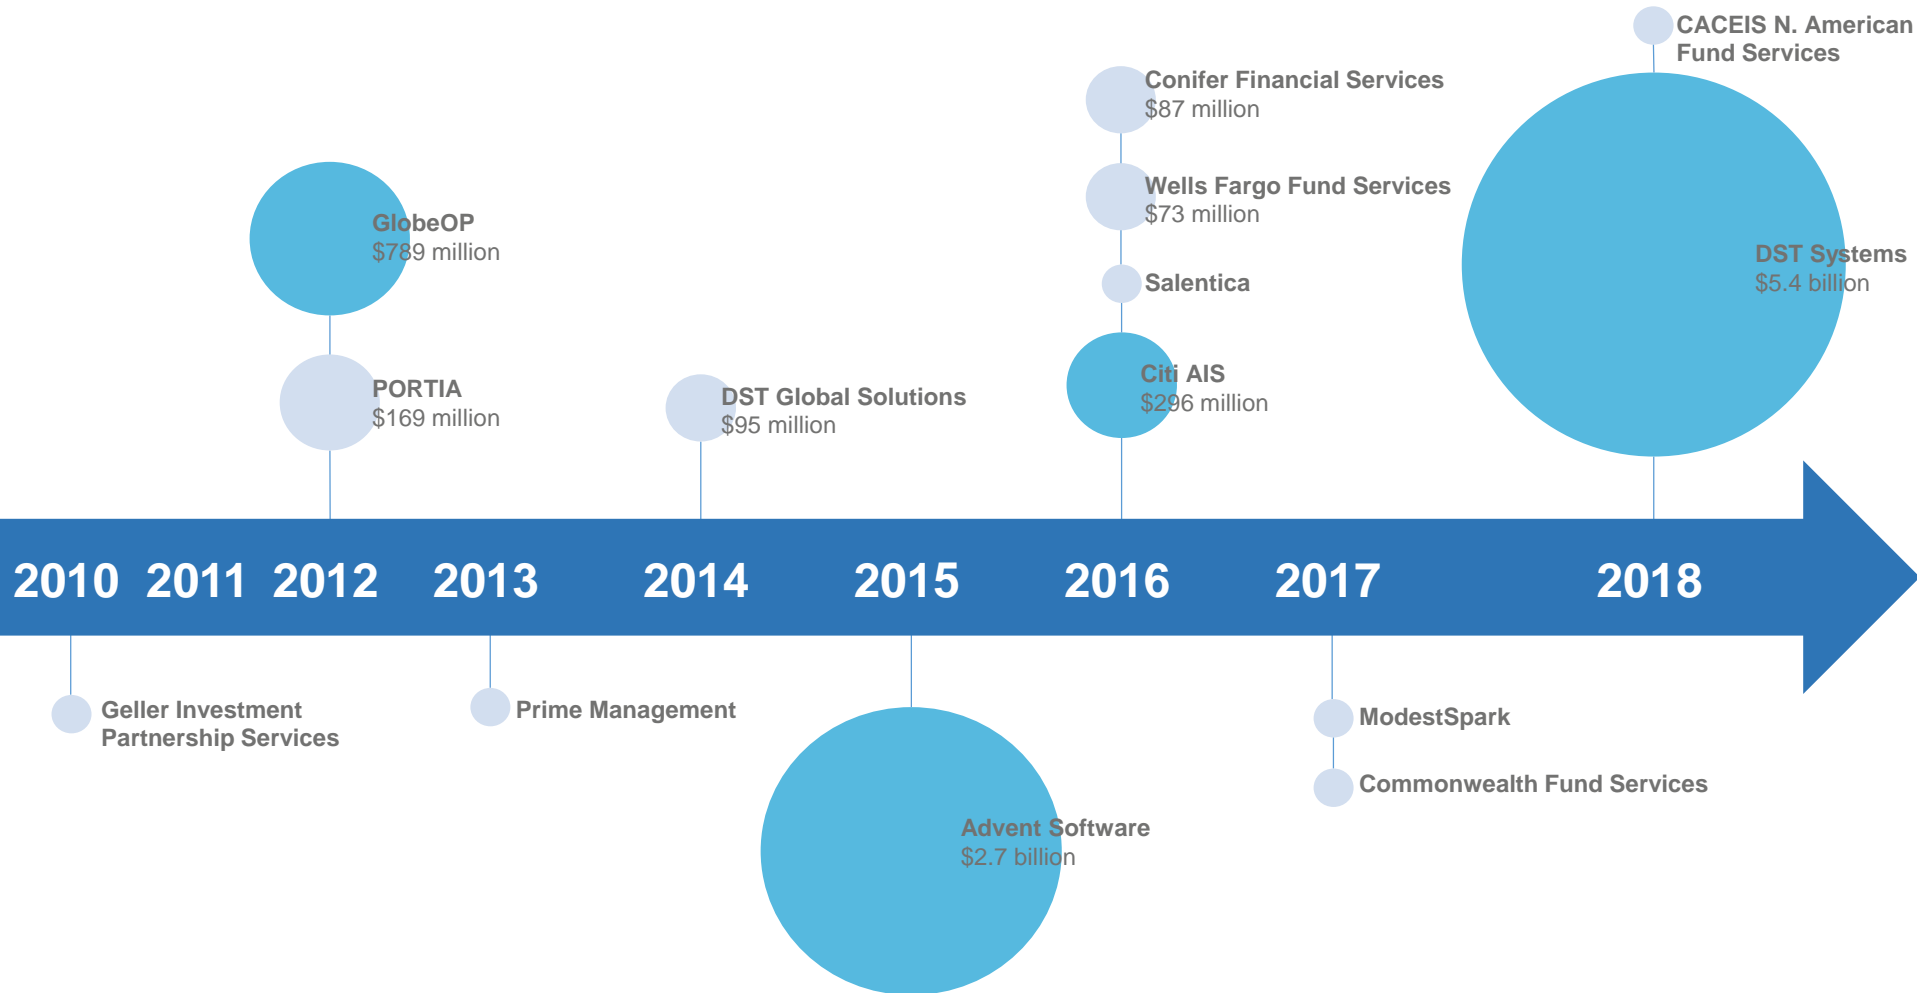 CACEIS N. American
Fund Services
Conifer Financial Services
$87 million
Wells Fargo Fund Services
$73 million
GlobeOP
$789 million
DST Systems
$5.4 billion
Salentica
Citi AIS
$296 million
PORTIA
$169 million
DST Global Solutions
$95 million
2010 2011 2012 2013 2014 2015 2016 2017 2018
Geller Investment
Partnership Services
Prime Management
ModestSpark
Commonwealth Fund Services
Advent Software
$2.7 billion